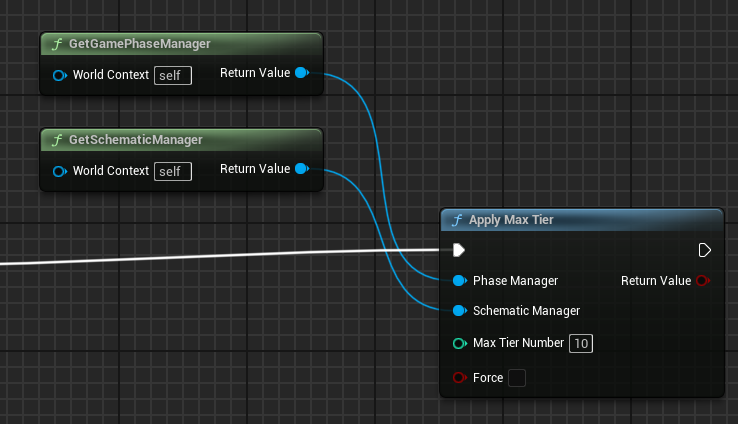 GetGamePhaseManager
World Context self Return Value
GetSchematicManager
World Context self Return Value
Apply Max Tier
Phase Manager Return Value
Schematic Manager
Max Tier Number 10
Force